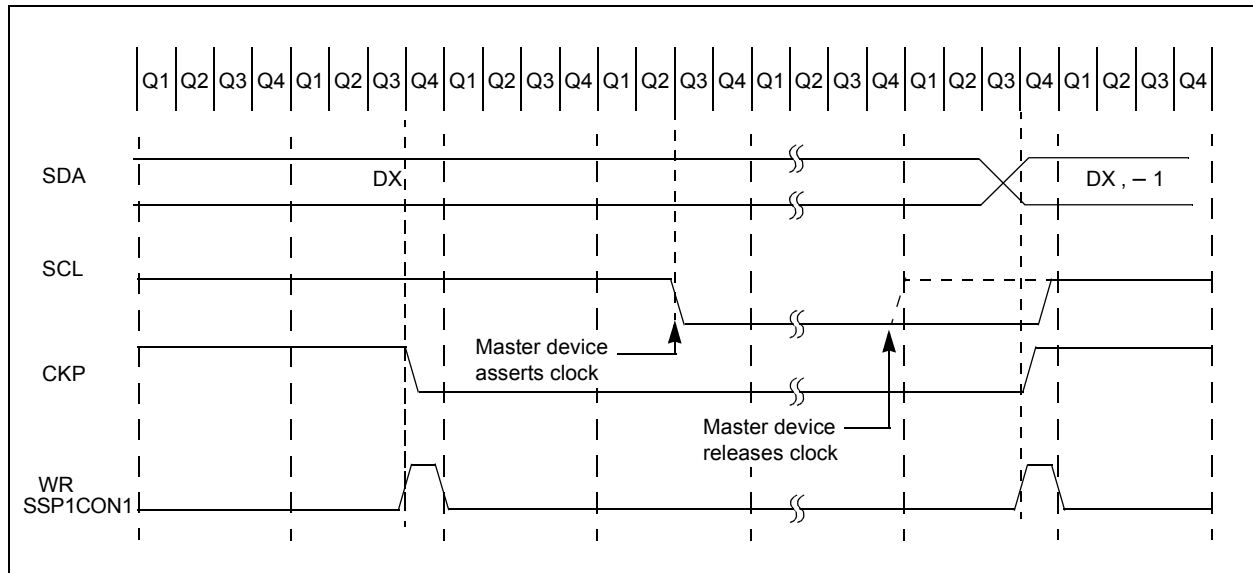 Q1 Q2 Q3 Q4 Q1 Q2 Q3 Q4 Q1 Q2 Q3 Q4 Q1 Q2 Q3 Q4 Q1 Q2 Q3 Q4 Q1 Q2 Q3 Q4 Q1 Q2 Q3 Q4
SDA
DX
DX , – 1
SCL
Master device
asserts clock
CKP
Master device
releases clock
WR
SSP1CON1